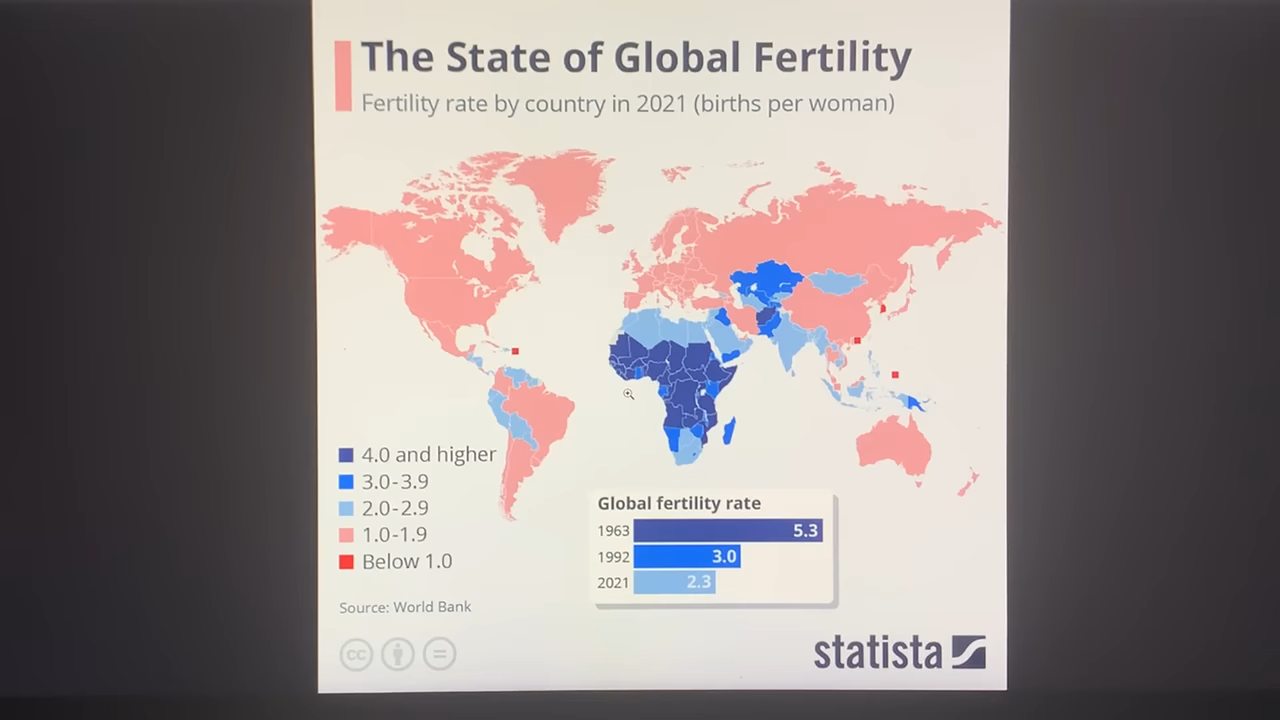 The State of Global Fertility
Fertility rate by country in 2021 (births per woman)
4.0 and higher
3.0-3.9
2.0-2.9
1.0-1.9
Below 1.0
Global fertility rate
1963 5.3
1992 3.0
2021 2.3
Source: World Bank
cc
statista